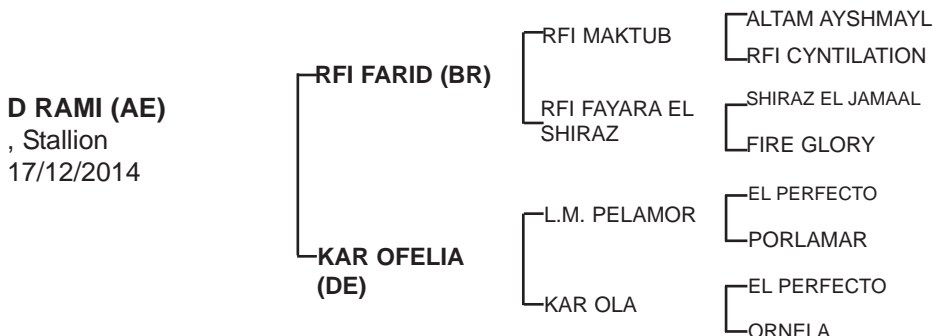 D RAMI (AE)
, Stallion
17/12/2014
RFI FARID (BR)
KAR OFELIA
(DE)
RFI MAKTUB
RFI FAYARA EL
SHIRAZ
L.M. PELAMOR
KAR OLA
ALTAM AYSHMAYL
RFI CYNTILATION
SHIRAZ EL JAMAAL
FIRE GLORY
EL PERFECTO
PORLAMAR
EL PERFECTO
ORNELA